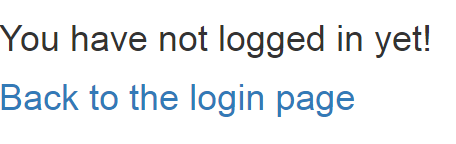 You have not logged in yet!
Back to the login page